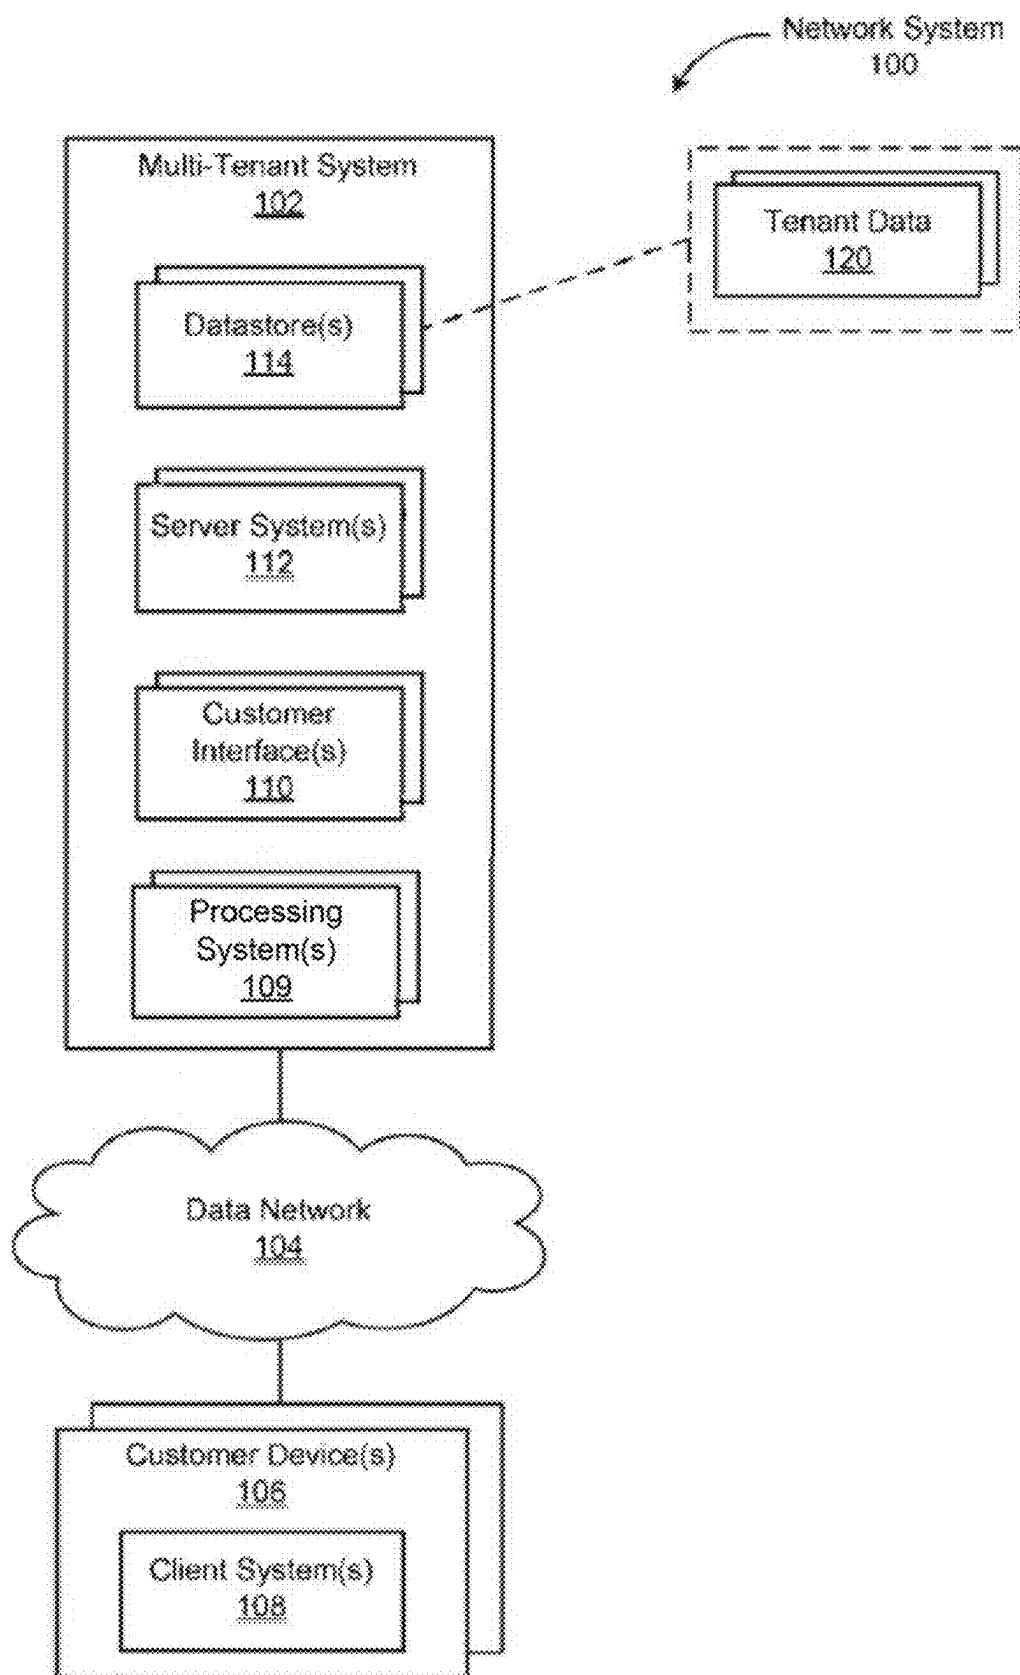 Network System
100
Multi-Tenant System
102
Tenant Data
120
Datastore(s)
114
Server System(s)
112
Customer
Interface(s)
110
Processing
System(s)
109
Data Network
104
Customer Device(s)
106
Client System(s)
108